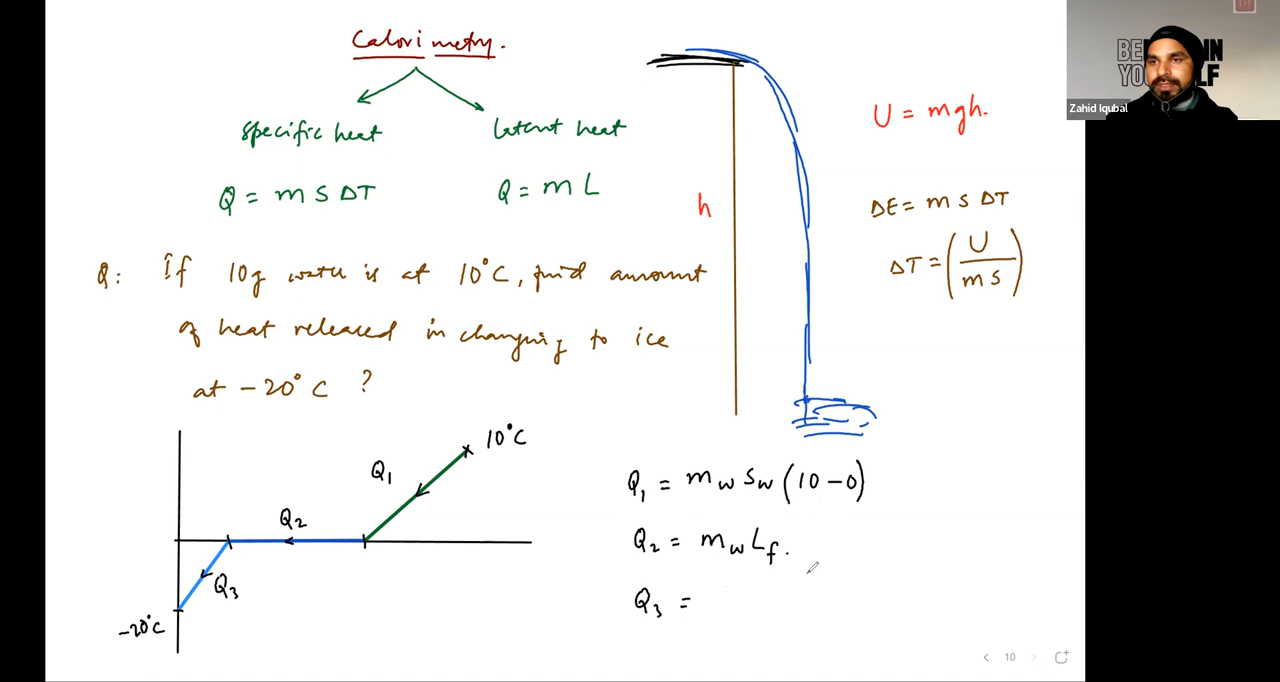 Calorimetry.
specific heat
latent heat
Q = m S ΔT
Q = m L
Q: If 10g water is at 10°C, find amount
of heat released in changing to ice
at -20°C ?
h
U = mgh.
ΔE = m s ΔT
ΔT = (U / m s)
10°C
Q1
Q2
Q3
-20°C
Q1 = mw sw (10 - 0)
Q2 = mw Lf.
Q3 =
Zahid Iqubal
10